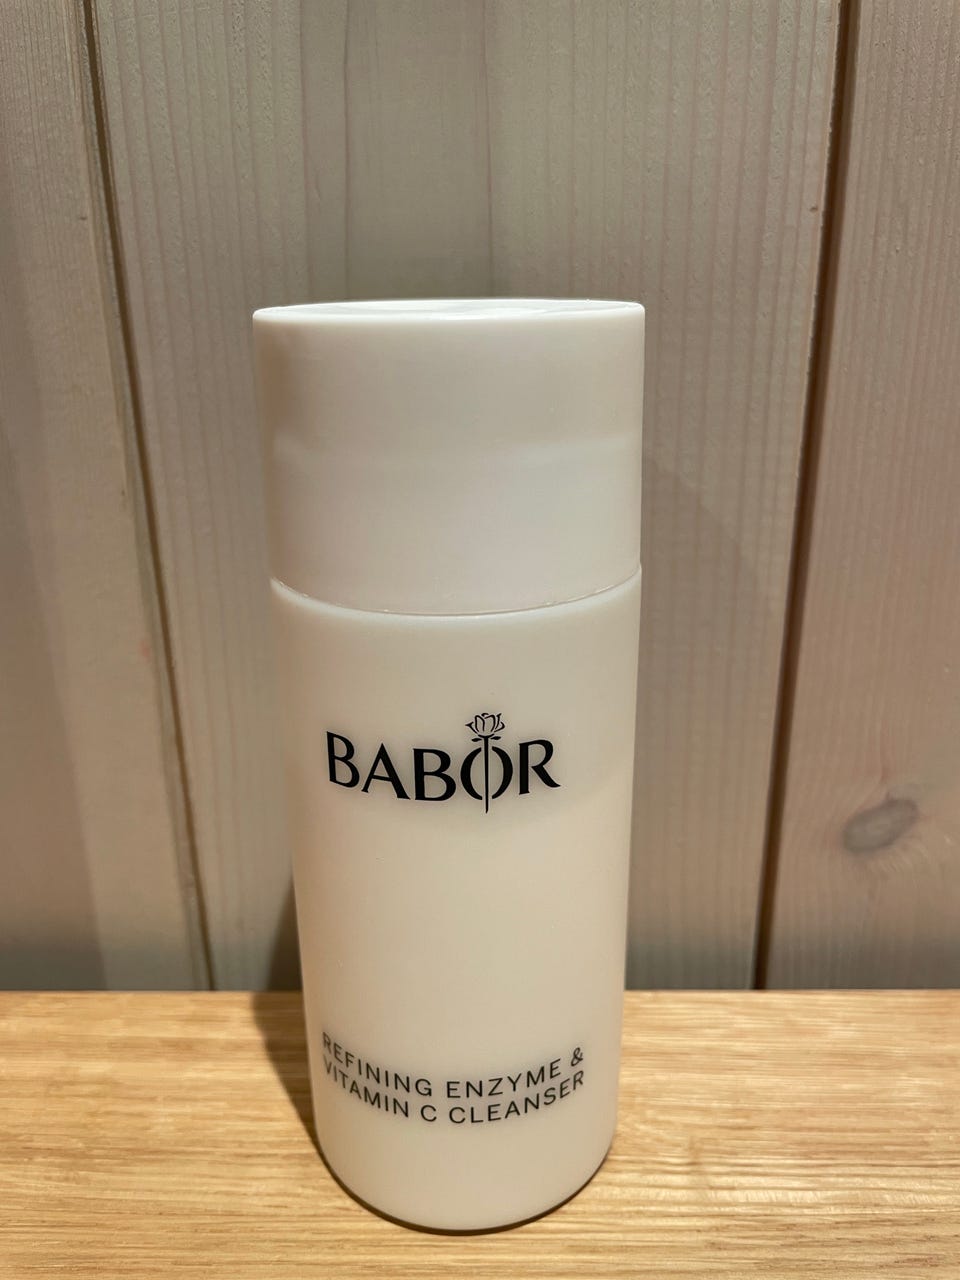 BABOR
REFINING ENZYME &
VITAMIN C CLEANSER